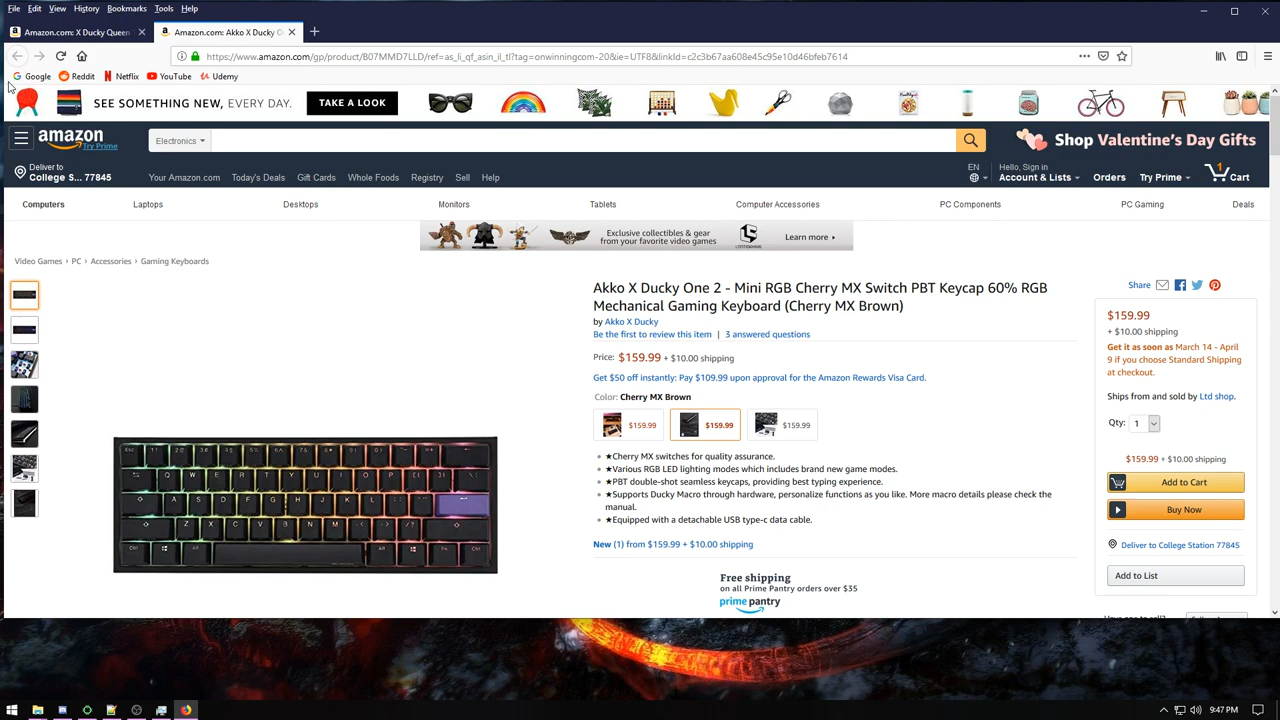 File Edit View History Bookmarks Tools Help
Amazon.com: X Ducky Queen
Amazon.com: Akko X Ducky O
https://www.amazon.com/gp/product/B07MMD7LLD/ref=as_li_qf_asin_il_tl?tag=onwinningcom-20&ie=UTF8&linkId=c2c3b67aa608e45c95e10d46bfeb7614
Google Reddit Netflix YouTube Udemy
SEE SOMETHING NEW, EVERY DAY. TAKE A LOOK
amazon
Try Prime
Electronics
Shop Valentine's Day Gifts
Deliver to
College S... 77845
Your Amazon.com Today's Deals Gift Cards Whole Foods Registry Sell Help
EN
Hello, Sign in
Account & Lists
Orders
Try Prime
1
Cart
Computers Laptops Desktops Monitors Tablets Computer Accessories PC Components PC Gaming Deals
Exclusive collectibles & gear
from your favorite video games
Learn more
Video Games › PC › Accessories › Gaming Keyboards
Akko X Ducky One 2 - Mini RGB Cherry MX Switch PBT Keycap 60% RGB
Mechanical Gaming Keyboard (Cherry MX Brown)
by Akko X Ducky
Be the first to review this item | 3 answered questions
Price: $159.99 + $10.00 shipping
Get $50 off instantly: Pay $109.99 upon approval for the Amazon Rewards Visa Card.
Color: Cherry MX Brown
$159.99 $159.99 $159.99
★Cherry MX switches for quality assurance.
★Various RGB LED lighting modes which includes brand new game modes.
★PBT double-shot seamless keycaps, providing best typing experience.
★Supports Ducky Macro through hardware, personalize functions as you like. More macro details please check the
manual.
★Equipped with a detachable USB type-c data cable.
New (1) from $159.99 + $10.00 shipping
Free shipping
on all Prime Pantry orders over $35
prime pantry
Share
$159.99
+ $10.00 shipping
Get it as soon as March 14 - April
9 if you choose Standard Shipping
at checkout.
Ships from and sold by Ltd shop.
Qty: 1
$159.99 + $10.00 shipping
Add to Cart
Buy Now
Deliver to College Station 77845
Add to List
9:47 PM